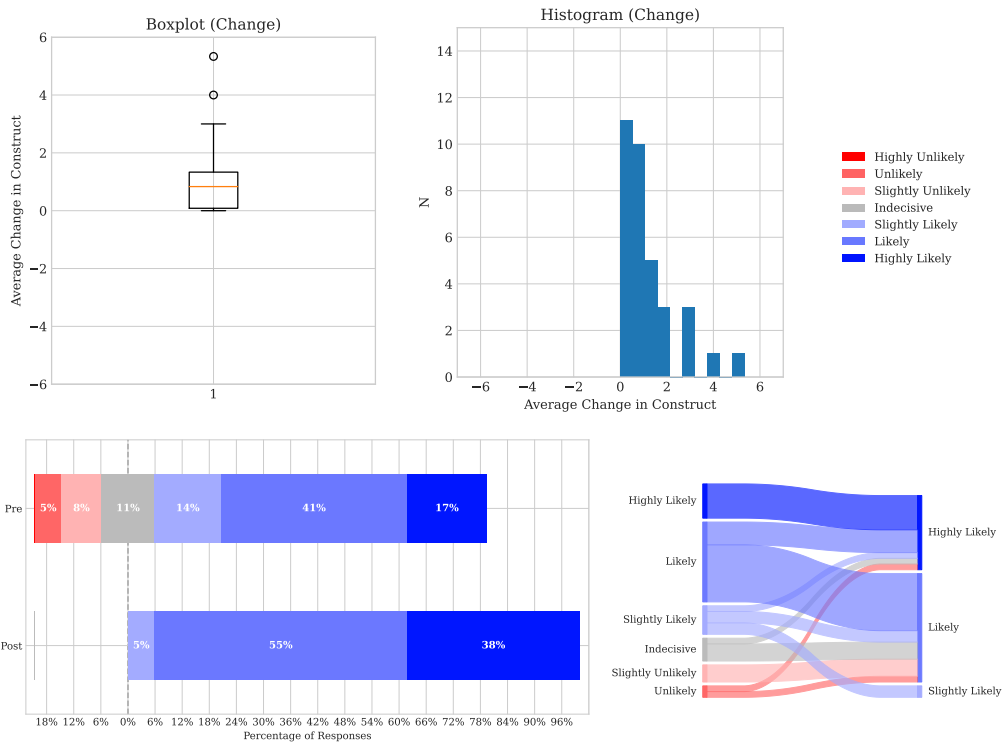 Boxplot (Change)
6
4
2
0
−2
−4
−6
Average Change in Construct
1
Histogram (Change)
14
12
10
8
6
4
2
0
N
−6 −4 −2 0 2 4 6
Average Change in Construct
Highly Unlikely
Unlikely
Slightly Unlikely
Indecisive
Slightly Likely
Likely
Highly Likely
Pre
5% 8% 11% 14% 41% 17%
Post
5% 55% 38%
18% 12% 6% 0% 6% 12% 18% 24% 30% 36% 42% 48% 54% 60% 66% 72% 78% 84% 90% 96%
Percentage of Responses
Highly Likely
Likely
Slightly Likely
Indecisive
Slightly Unlikely
Unlikely
Highly Likely
Likely
Slightly Likely